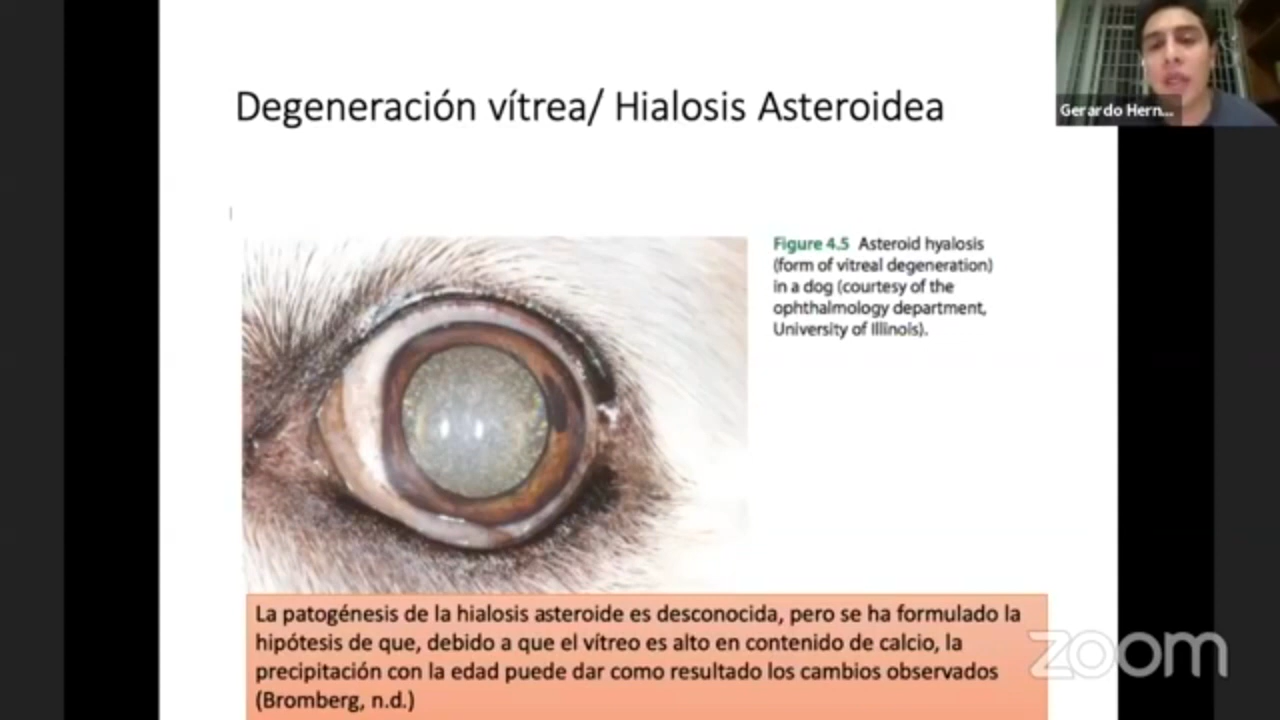 Degeneración vítrea/ Hialosis Asteroidea
Gerardo Hern...
Figure 4.5 Asteroid hyalosis
(form of vitreal degeneration)
in a dog (courtesy of the
ophthalmology department,
University of Illinois).
La patogénesis de la hialosis asteroide es desconocida, pero se ha formulado la
hipótesis de que, debido a que el vítreo es alto en contenido de calcio, la
precipitación con la edad puede dar como resultado los cambios observados
(Bromberg, n.d.)
zoom